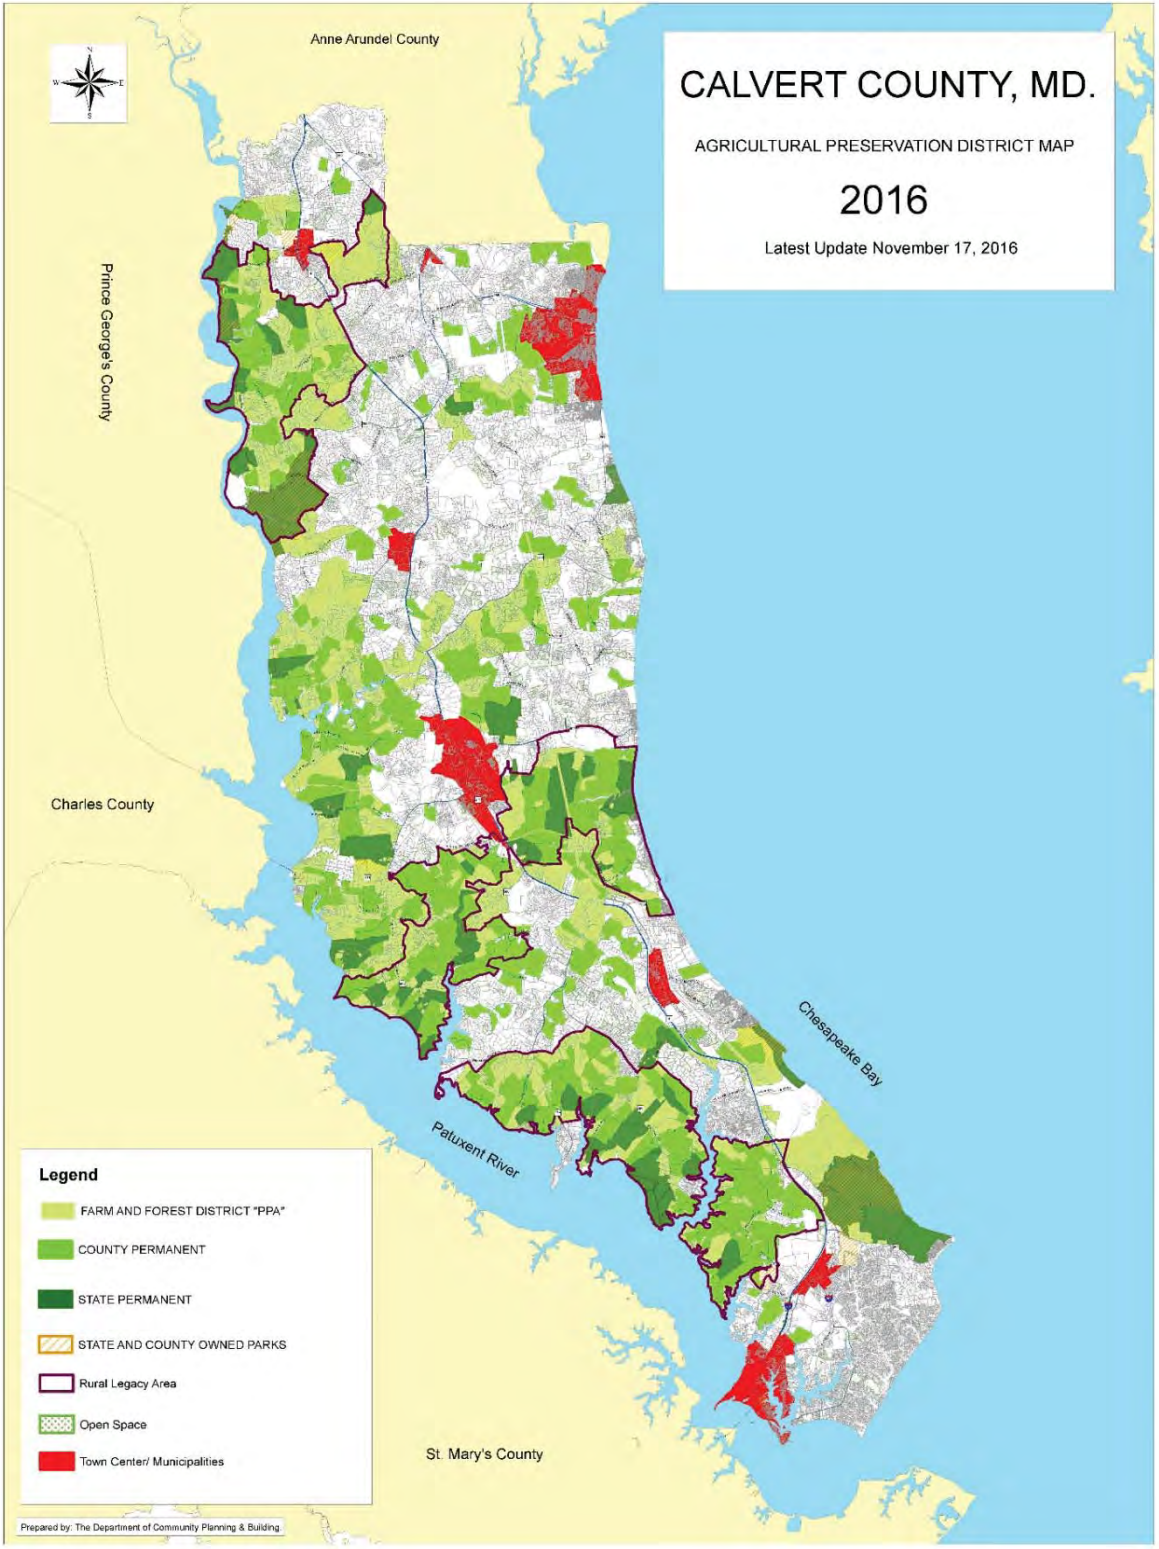 Anne Arundel County
N
W E
S
CALVERT COUNTY, MD.
AGRICULTURAL PRESERVATION DISTRICT MAP
2016
Latest Update November 17, 2016
Prince George's County
Charles County
Chesapeake Bay
Patuxent River
St. Mary's County
Legend
FARM AND FOREST DISTRICT "PPA"
COUNTY PERMANENT
STATE PERMANENT
STATE AND COUNTY OWNED PARKS
Rural Legacy Area
Open Space
Town Center/ Municipalities
Prepared by: The Department of Community Planning & Building.